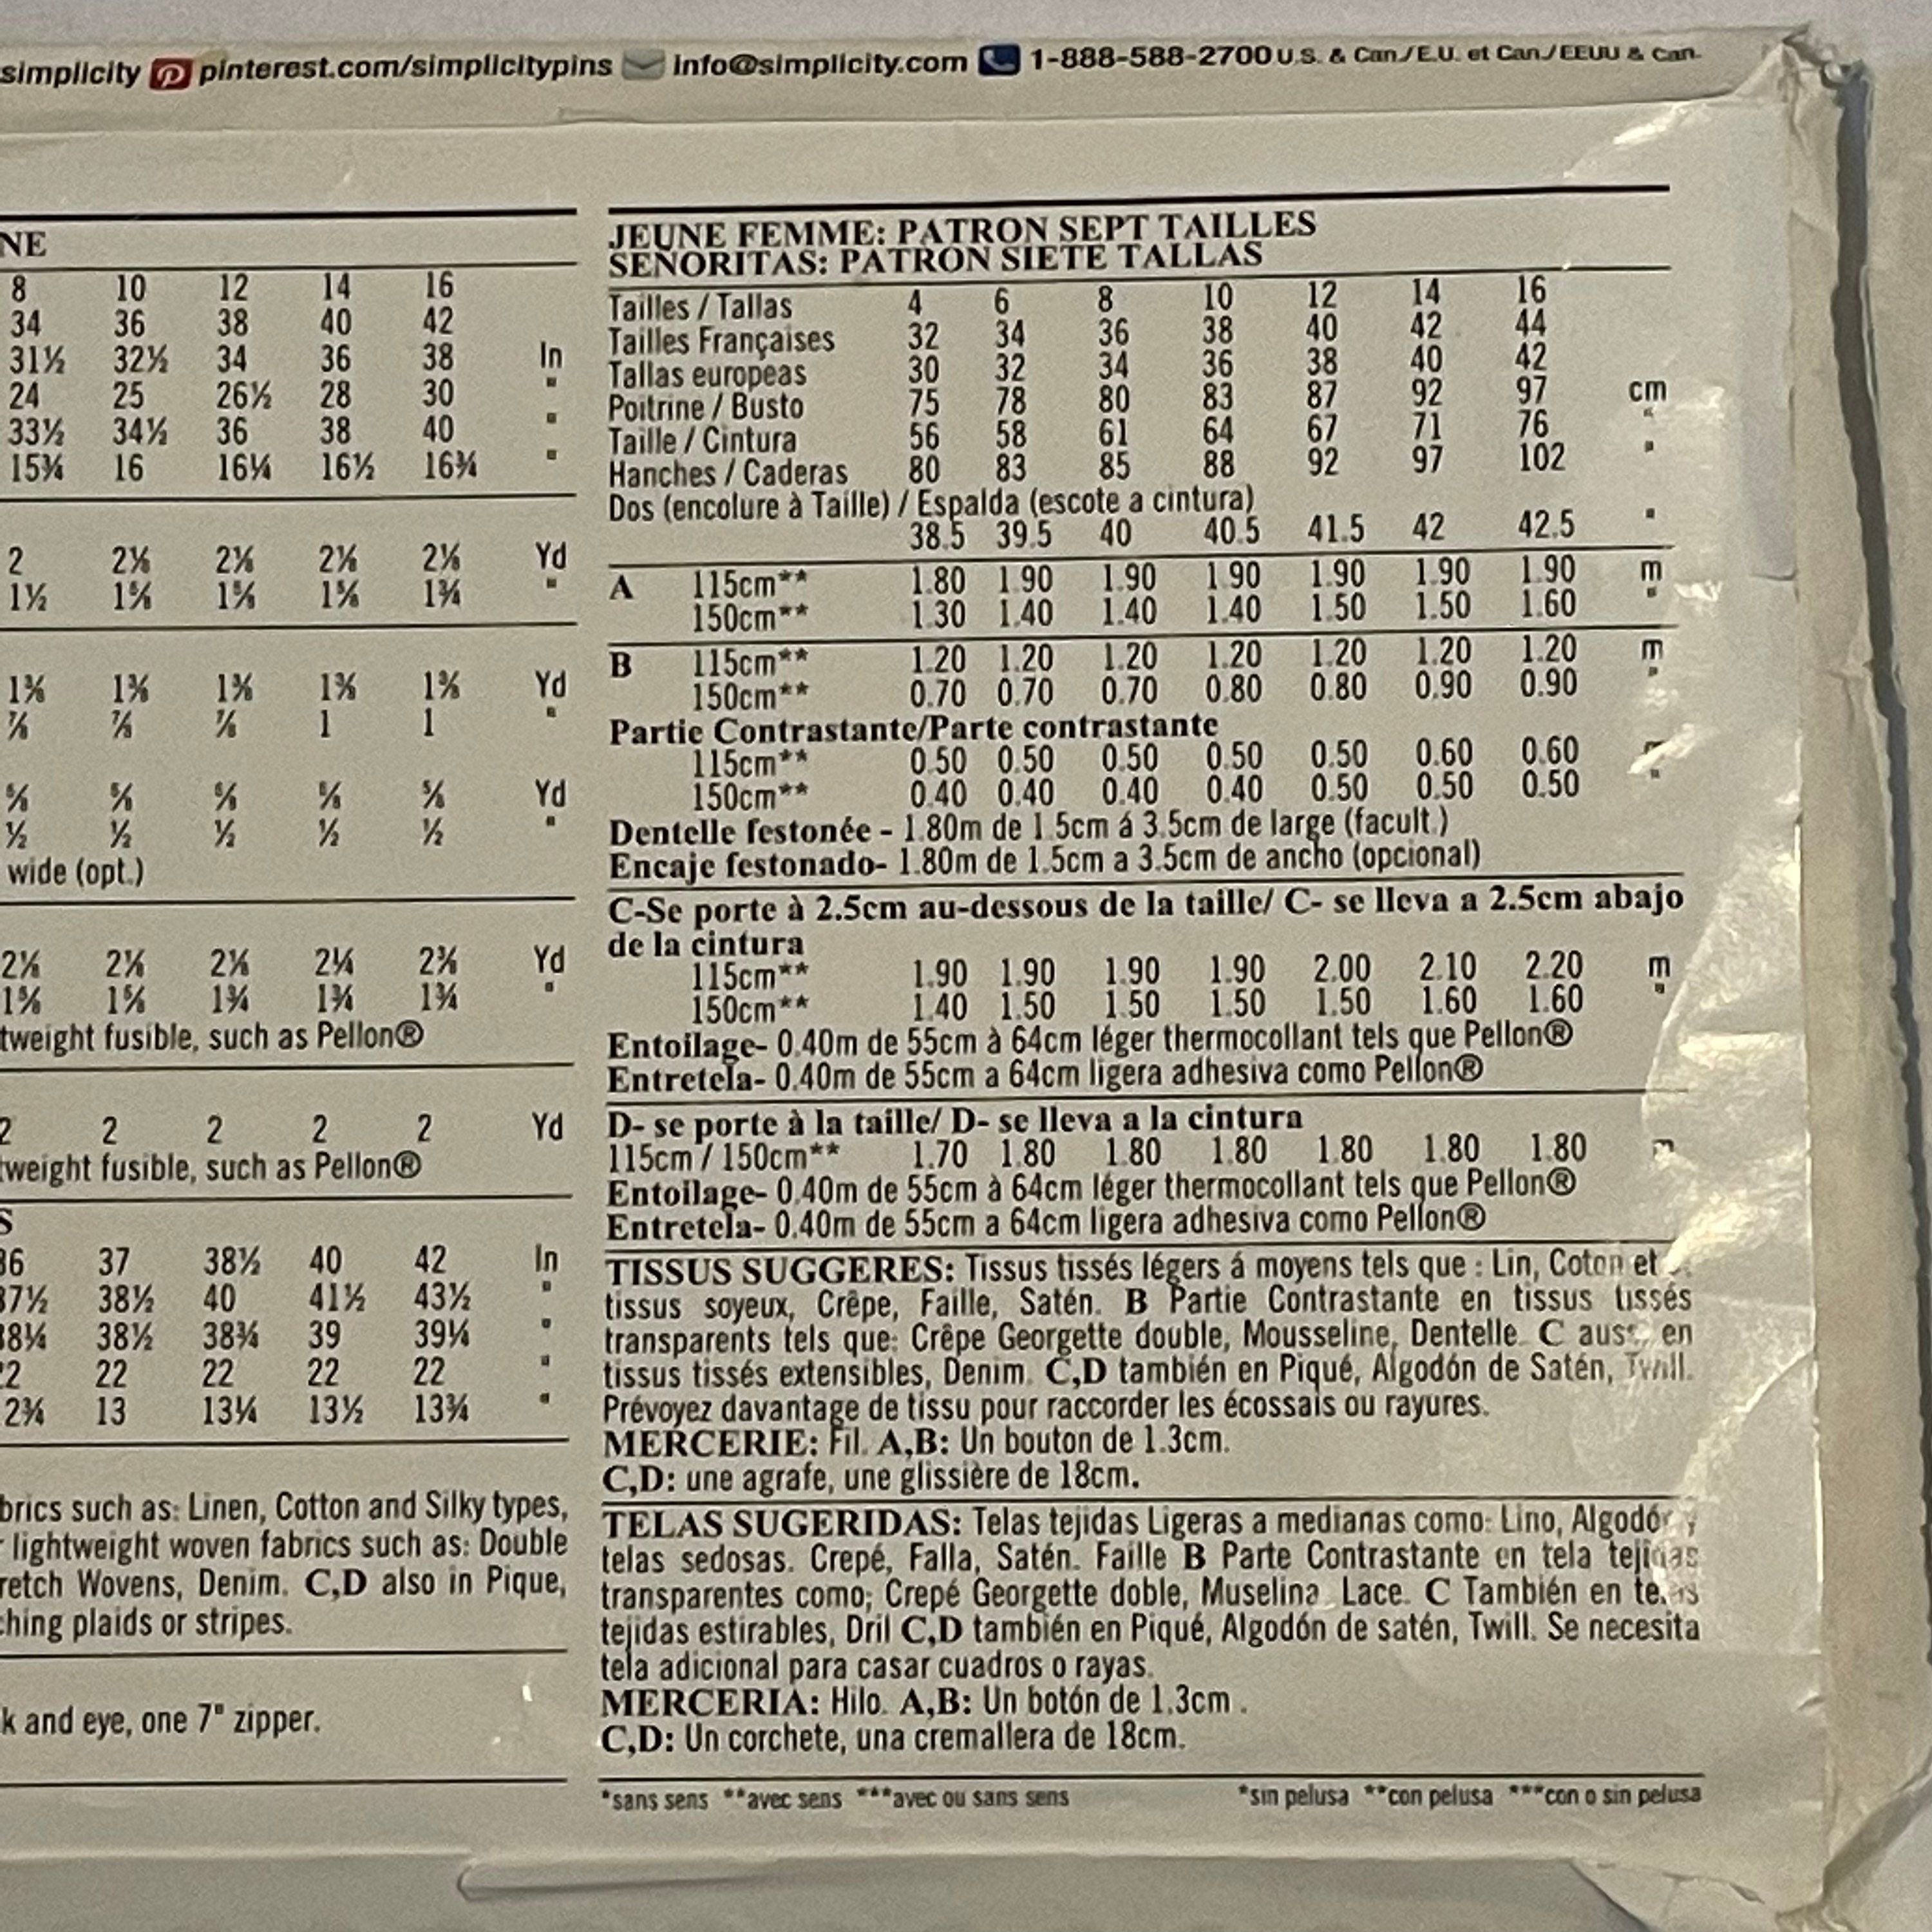 simplicity pinterest.com/simplicitypins info@simplicity.com 1-888-588-2700 U.S. & Can./E.U. et Can./EEUU & Can.
NE
8 10 12 14 16
34 36 38 40 42
31½ 32½ 34 36 38 In
24 25 26½ 28 30 "
33½ 34½ 36 38 40 "
15¾ 16 16¼ 16½ 16¾ "
2 2⅛ 2⅛ 2⅛ 2⅛ Yd
1½ 1⅝ 1⅝ 1⅝ 1¾ "
1⅜ 1⅜ 1⅜ 1⅜ 1⅜ Yd
⅞ ⅞ ⅞ 1 1 "
⅝ ⅝ ⅝ ⅝ ⅝ Yd
½ ½ ½ ½ ½ "
wide (opt.)
2⅛ 2⅛ 2⅛ 2¼ 2⅜ Yd
1⅝ 1⅝ 1¾ 1¾ 1¾ "
tweight fusible, such as Pellon®
2 2 2 2 2 Yd
tweight fusible, such as Pellon®
S
36 37 38½ 40 42 In
37½ 38½ 40 41½ 43½ "
38¼ 38½ 38¾ 39 39¼ "
22 22 22 22 22 "
2¾ 13 13¼ 13½ 13¾ "
brics such as: Linen, Cotton and Silky types,
lightweight woven fabrics such as: Double
retch Wovens, Denim. C,D also in Pique,
ching plaids or stripes.
k and eye, one 7" zipper.
JEUNE FEMME: PATRON SEPT TAILLES
SENORITAS: PATRON SIETE TALLAS
Tailles / Tallas 4 6 8 10 12 14 16
Tailles Françaises 32 34 36 38 40 42 44
Tallas europeas 30 32 34 36 38 40 42
Poitrine / Busto 75 78 80 83 87 92 97 cm
Taille / Cintura 56 58 61 64 67 71 76 "
Hanches / Caderas 80 83 85 88 92 97 102 "
Dos (encolure à Taille) / Espalda (escote a cintura)
38.5 39.5 40 40.5 41.5 42 42.5 "
A 115cm** 1.80 1.90 1.90 1.90 1.90 1.90 1.90 m
150cm** 1.30 1.40 1.40 1.40 1.50 1.50 1.60 "
B 115cm** 1.20 1.20 1.20 1.20 1.20 1.20 1.20 m
150cm** 0.70 0.70 0.70 0.80 0.80 0.90 0.90 "
Partie Contrastante/Parte contrastante
115cm** 0.50 0.50 0.50 0.50 0.50 0.60 0.60 m
150cm** 0.40 0.40 0.40 0.40 0.50 0.50 0.50 "
Dentelle festonée - 1.80m de 1.5cm á 3.5cm de large (facult.)
Encaje festonado- 1.80m de 1.5cm a 3.5cm de ancho (opcional)
C-Se porte à 2.5cm au-dessous de la taille/ C- se lleva a 2.5cm abajo
de la cintura
115cm** 1.90 1.90 1.90 1.90 2.00 2.10 2.20 m
150cm** 1.40 1.50 1.50 1.50 1.50 1.60 1.60 "
Entoilage- 0.40m de 55cm à 64cm léger thermocollant tels que Pellon®
Entretela- 0.40m de 55cm a 64cm ligera adhesiva como Pellon®
D- se porte à la taille/ D- se lleva a la cintura
115cm / 150cm** 1.70 1.80 1.80 1.80 1.80 1.80 1.80 m
Entoilage- 0.40m de 55cm à 64cm léger thermocollant tels que Pellon®
Entretela- 0.40m de 55cm a 64cm ligera adhesiva como Pellon®
TISSUS SUGGERES: Tissus tissés légers á moyens tels que : Lin, Coton et
tissus soyeux, Crêpe, Faille, Satén. B Partie Contrastante en tissus tissés
transparents tels que: Crêpe Georgette double, Mousseline, Dentelle. C aussi en
tissus tissés extensibles, Denim. C,D también en Piqué, Algodón de Satén, Twill.
Prévoyez davantage de tissu pour raccorder les écossais ou rayures.
MERCERIE: Fil. A,B: Un bouton de 1.3cm.
C,D: une agrafe, une glissière de 18cm.
TELAS SUGERIDAS: Telas tejidas Ligeras a medianas como: Lino, Algodón y
telas sedosas. Crepé, Falla, Satén. Faille B Parte Contrastante en tela tejidas
transparentes como; Crepé Georgette doble, Muselina. Lace. C También en telas
tejidas estirables, Dril C,D también en Piqué, Algodón de satén, Twill. Se necesita
tela adicional para casar cuadros o rayas.
MERCERIA: Hilo. A,B: Un botón de 1.3cm .
C,D: Un corchete, una cremallera de 18cm.
*sans sens **avec sens ***avec ou sans sens *sin pelusa **con pelusa ***con o sin pelusa